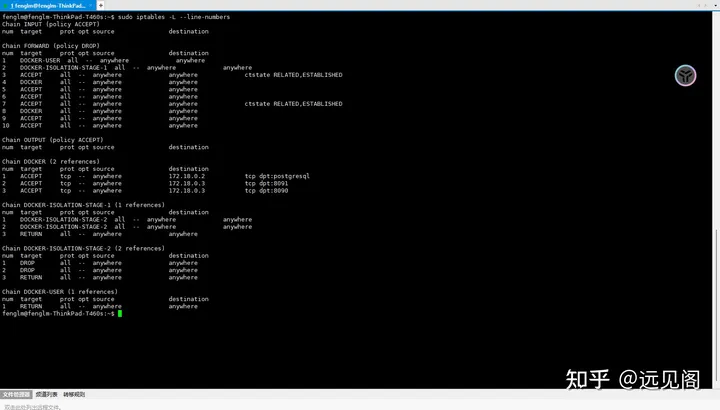 1 fenglm@fenglm-ThinkPad...
fenglm@fenglm-ThinkPad-T460s:~$ sudo iptables -L --line-numbers
Chain INPUT (policy ACCEPT)
num  target     prot opt source               destination

Chain FORWARD (policy DROP)
num  target     prot opt source               destination
1    DOCKER-USER  all  --  anywhere             anywhere
2    DOCKER-ISOLATION-STAGE-1  all  --  anywhere             anywhere
3    ACCEPT     all  --  anywhere             anywhere             ctstate RELATED,ESTABLISHED
4    DOCKER     all  --  anywhere             anywhere
5    ACCEPT     all  --  anywhere             anywhere
6    ACCEPT     all  --  anywhere             anywhere
7    ACCEPT     all  --  anywhere             anywhere             ctstate RELATED,ESTABLISHED
8    DOCKER     all  --  anywhere             anywhere
9    ACCEPT     all  --  anywhere             anywhere
10   ACCEPT     all  --  anywhere             anywhere

Chain OUTPUT (policy ACCEPT)
num  target     prot opt source               destination

Chain DOCKER (2 references)
num  target     prot opt source               destination
1    ACCEPT     tcp  --  anywhere             172.18.0.2           tcp dpt:postgresql
2    ACCEPT     tcp  --  anywhere             172.18.0.3           tcp dpt:8091
3    ACCEPT     tcp  --  anywhere             172.18.0.3           tcp dpt:8090

Chain DOCKER-ISOLATION-STAGE-1 (1 references)
num  target     prot opt source               destination
1    DOCKER-ISOLATION-STAGE-2  all  --  anywhere             anywhere
2    DOCKER-ISOLATION-STAGE-2  all  --  anywhere             anywhere
3    RETURN     all  --  anywhere             anywhere

Chain DOCKER-ISOLATION-STAGE-2 (2 references)
num  target     prot opt source               destination
1    DROP       all  --  anywhere             anywhere
2    DROP       all  --  anywhere             anywhere
3    RETURN     all  --  anywhere             anywhere

Chain DOCKER-USER (1 references)
num  target     prot opt source               destination
1    RETURN     all  --  anywhere             anywhere
fenglm@fenglm-ThinkPad-T460s:~$
知乎 @远见阁
文件管理器 频道列表 转移规则